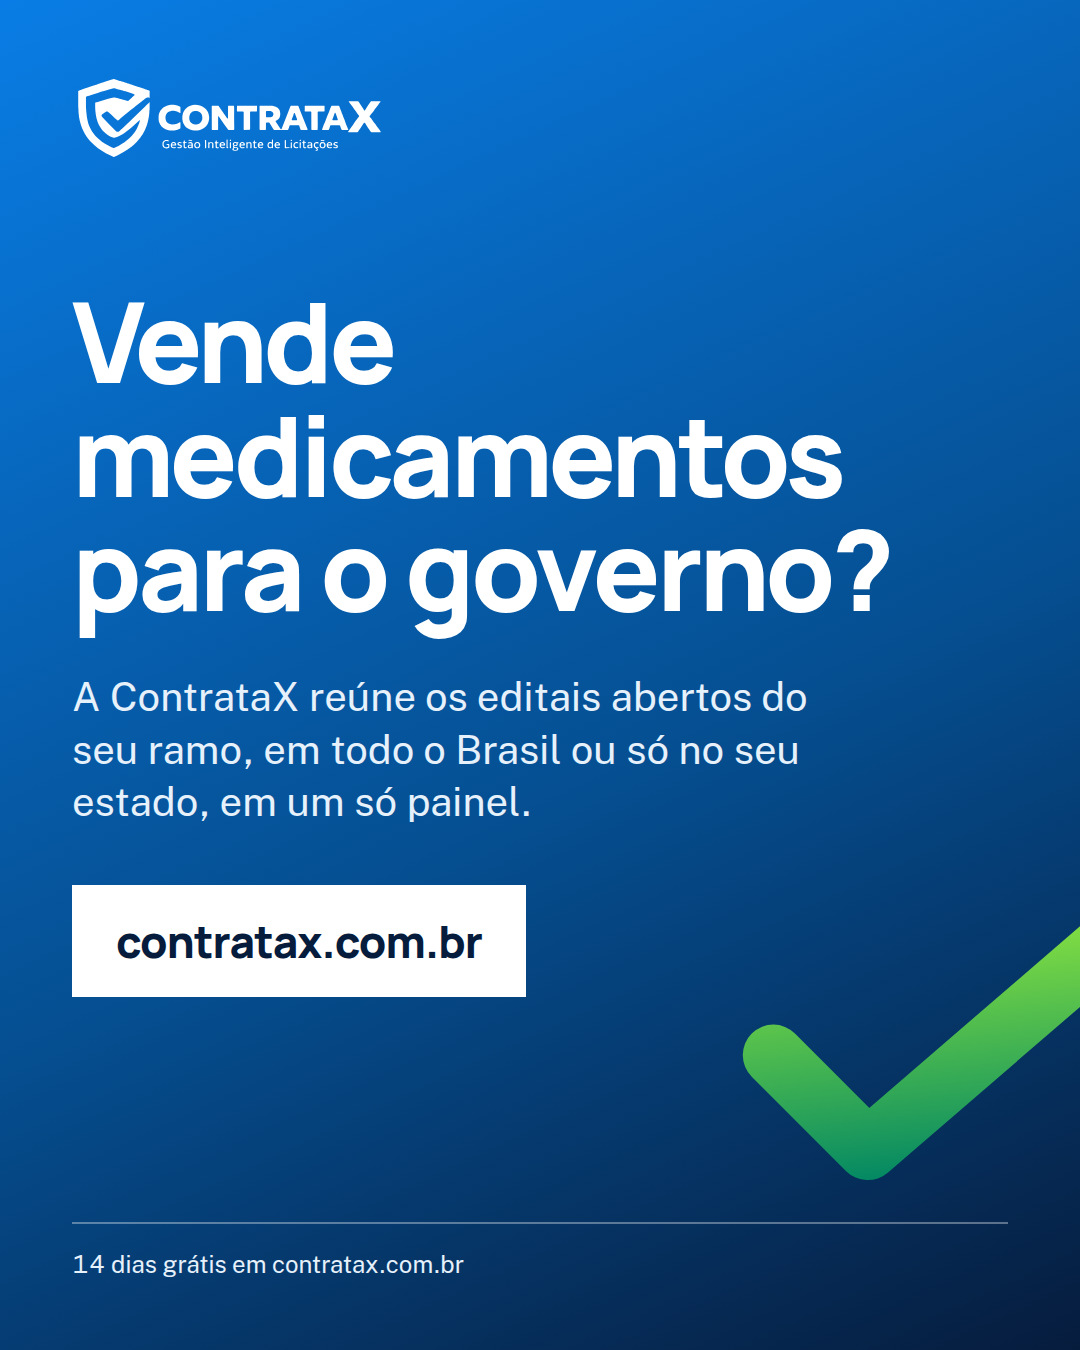 CONTRATAX
Gestão Inteligente de Licitações
Vende
medicamentos
para o governo?
A ContrataX reúne os editais abertos do
seu ramo, em todo o Brasil ou só no seu
estado, em um só painel.
contratax.com.br
14 dias grátis em contratax.com.br